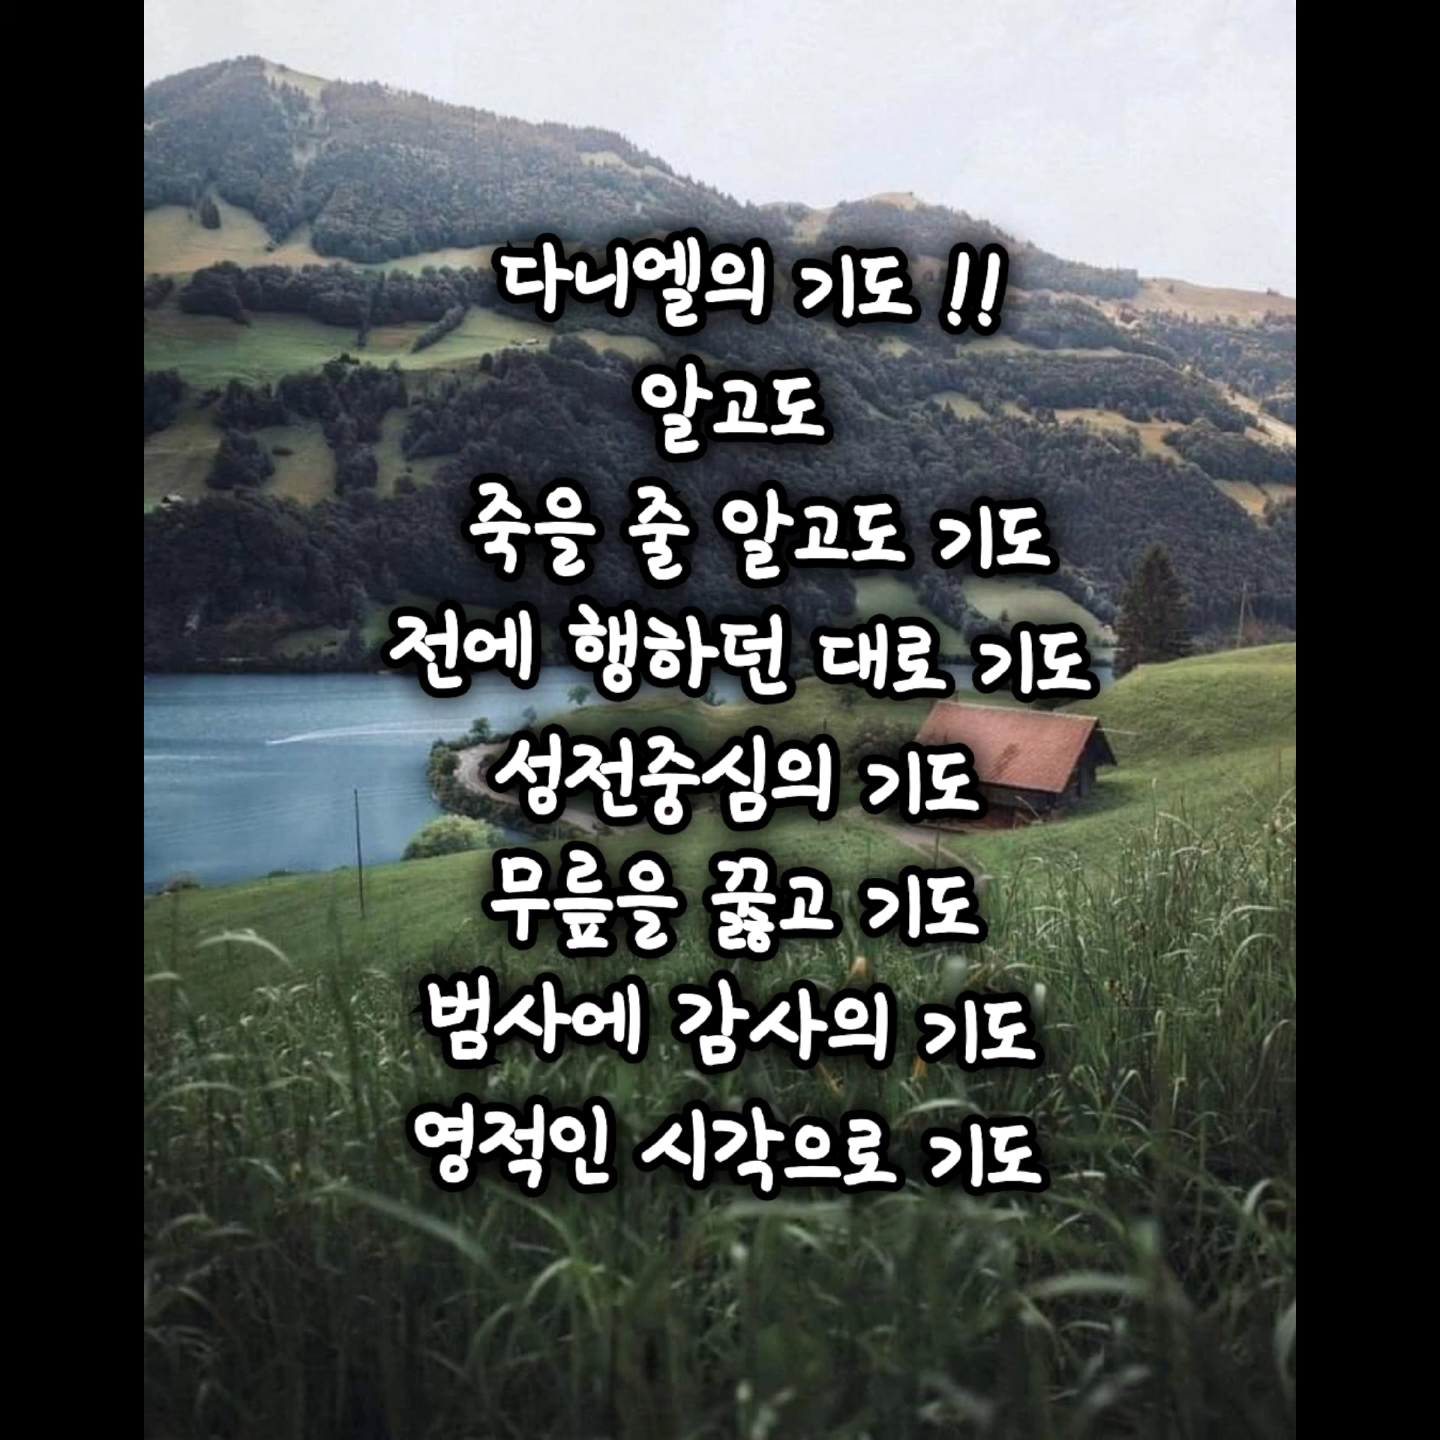 다니엘의 기도 !!
알고도
죽을 줄 알고도 기도
전에 행하던 대로 기도
성전중심의 기도
무릎을 꿇고 기도
범사에 감사의 기도
영적인 시각으로 기도